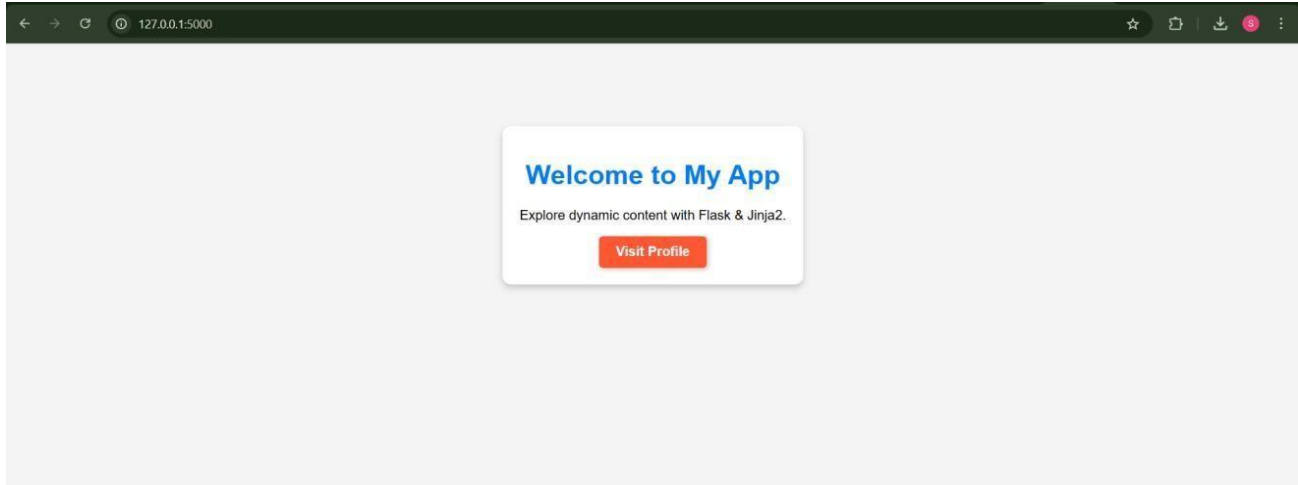 127.0.0.1:5000
S
Welcome to My App
Explore dynamic content with Flask & Jinja2.
Visit Profile